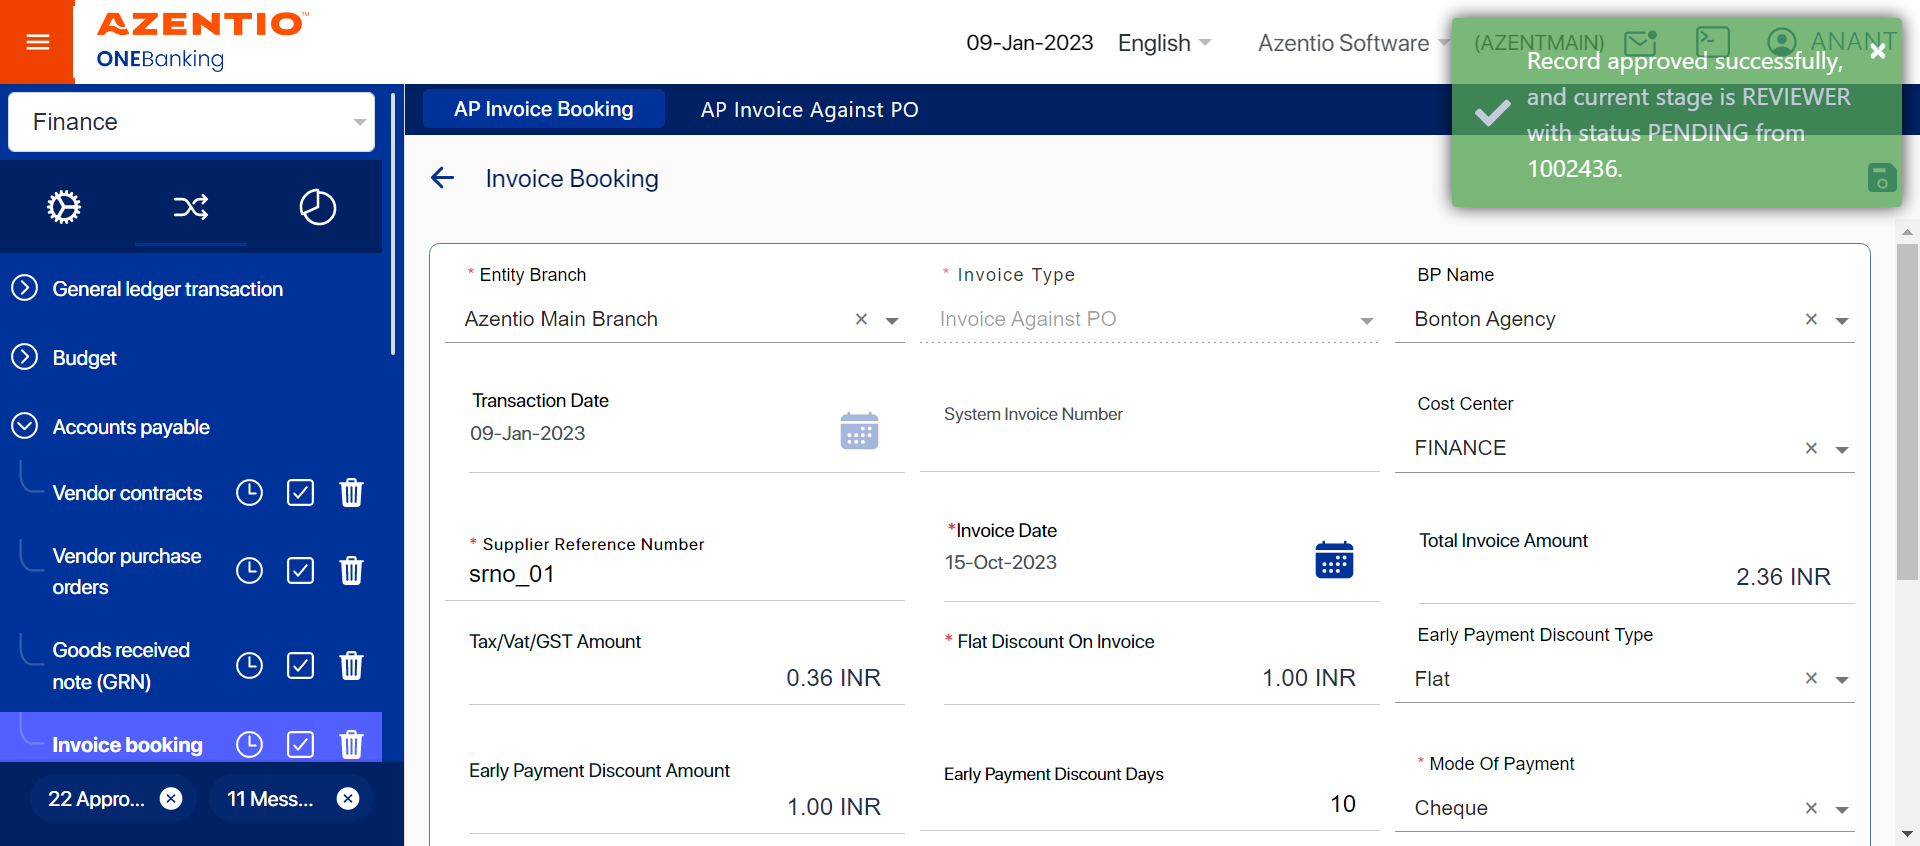 AZENTIO™
ONEBanking
09-Jan-2023
English
Azentio Software
(AZENTMAIN)
ANANT
Record approved successfully,
and current stage is REVIEWER
with status PENDING from
1002436.
Finance
AP Invoice Booking
AP Invoice Against PO
Invoice Booking
General ledger transaction
Budget
Accounts payable
Vendor contracts
Vendor purchase
orders
Goods received
note (GRN)
Invoice booking
22 Appro...
11 Mess...
* Entity Branch
Azentio Main Branch
* Invoice Type
Invoice Against PO
BP Name
Bonton Agency
Transaction Date
09-Jan-2023
System Invoice Number
Cost Center
FINANCE
* Supplier Reference Number
srno_01
*Invoice Date
15-Oct-2023
Total Invoice Amount
2.36 INR
Tax/Vat/GST Amount
0.36 INR
* Flat Discount On Invoice
1.00 INR
Early Payment Discount Type
Flat
Early Payment Discount Amount
1.00 INR
Early Payment Discount Days
10
* Mode Of Payment
Cheque